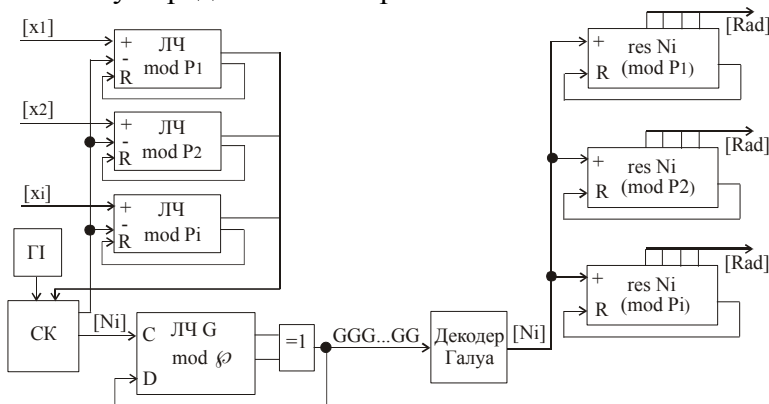 [x1]
+
-
R
ЛЧ
mod P1
[x2]
+
-
R
ЛЧ
mod P2
[xi]
+
-
R
ЛЧ
mod Pi
ГІ
СК
[Ni]
C
D
ЛЧ G
mod ℘
=1
GGG...GG
Декодер
Галуа
[Ni]
+
R
res Ni
(mod P1)
[Rad]
+
R
res Ni
(mod P2)
[Rad]
+
R
res Ni
(mod Pi)
[Rad]